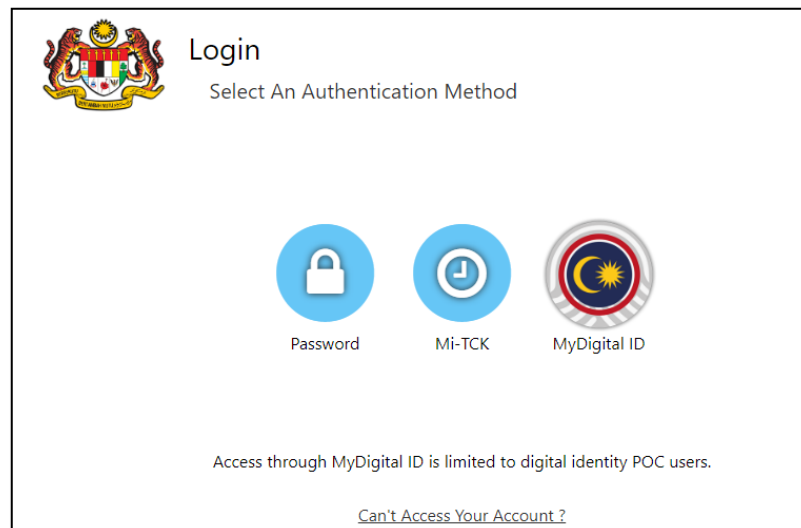 Login
Select An Authentication Method
Password
Mi-TCK
MyDigital ID
Access through MyDigital ID is limited to digital identity POC users.
Can't Access Your Account ?